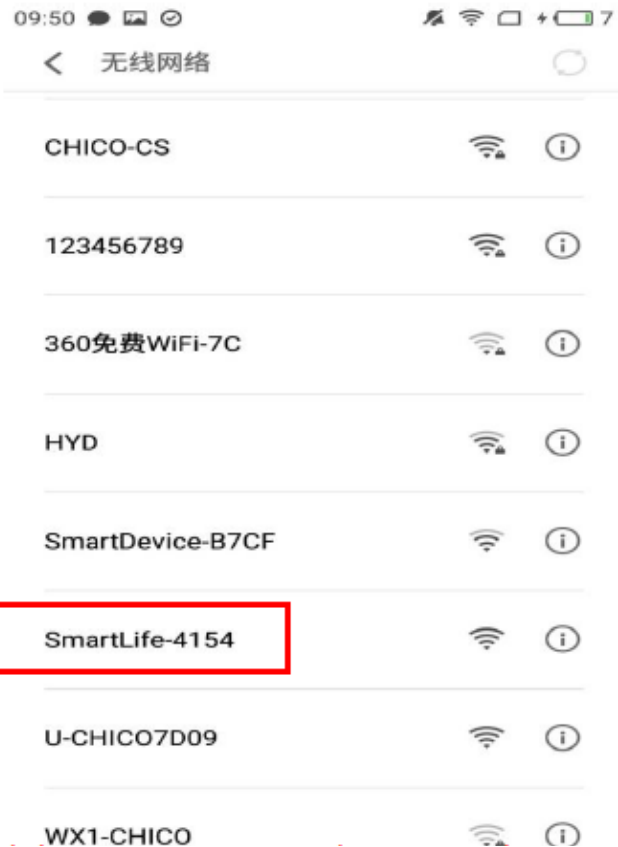 09:50 7
无线网络
CHICO-CS
123456789
360免费WiFi-7C
HYD
SmartDevice-B7CF
SmartLife-4154
U-CHICO7D09
WX1-CHICO